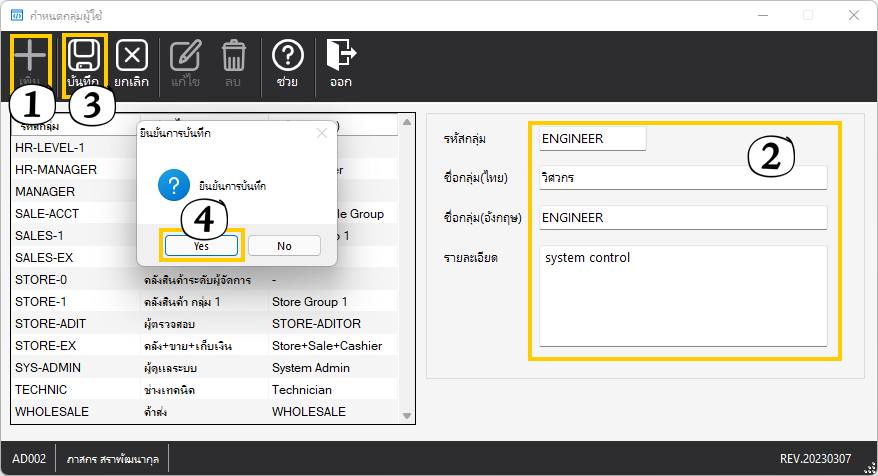 กำหนดกลุ่มผู้ใช้
เพิ่ม บันทึก ยกเลิก แก้ไข ลบ ช่วย ออก
1
3
รหัสกลุ่ม
HR-LEVEL-1
HR-MANAGER
MANAGER
SALE-ACCT le Group
SALES-1 1
SALES-EX
STORE-0 คลังสินค้าระดับผู้จัดการ -
STORE-1 คลังสินค้า กลุ่ม 1 Store Group 1
STORE-ADIT ผู้ตรวจสอบ STORE-ADITOR
STORE-EX คลัง+ขาย+เก็บเงิน Store+Sale+Cashier
SYS-ADMIN ผู้ดูแลระบบ System Admin
TECHNIC ช่างเทคนิค Technician
WHOLESALE ค้าส่ง WHOLESALE
ยืนยันการบันทึก
ยืนยันการบันทึก
4
Yes No
รหัสกลุ่ม ENGINEER
2
ชื่อกลุ่ม(ไทย) วิศวกร
ชื่อกลุ่ม(อังกฤษ) ENGINEER
รายละเอียด system control
AD002 ภาสกร สราพัฒนากุล REV.20230307